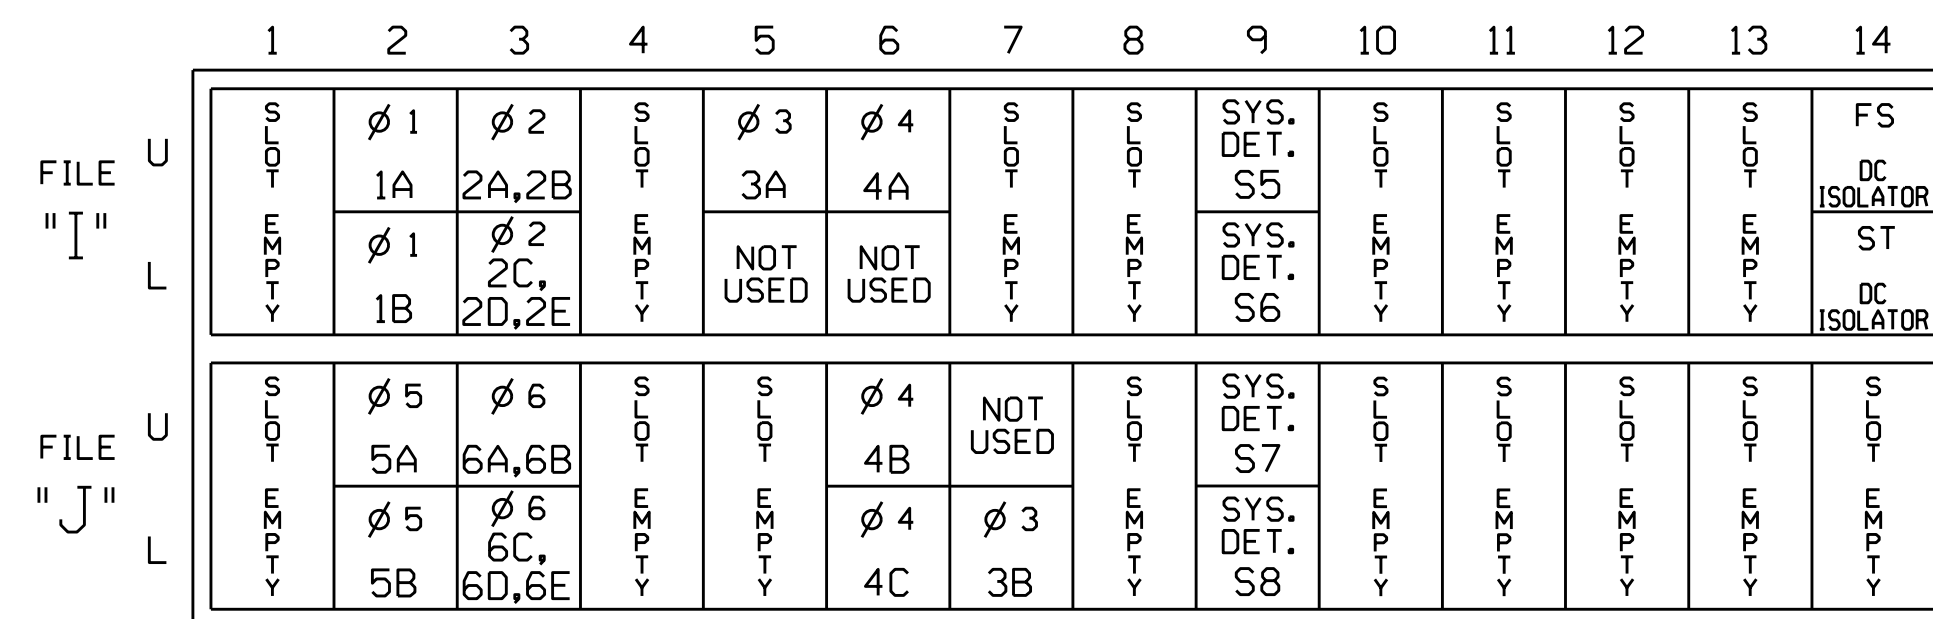 1 2 3 4 5 6 7 8 9 10 11 12 13 14
FILE "I"
U
SLOT EMPTY
ø 1
1A
ø 2
2A,2B
SLOT EMPTY
ø 3
3A
ø 4
4A
SLOT EMPTY
SLOT EMPTY
SYS.
DET.
S5
SLOT EMPTY
SLOT EMPTY
SLOT EMPTY
SLOT EMPTY
FS
DC
ISOLATOR
L
ø 1
1B
ø 2
2C,
2D,2E
NOT
USED
NOT
USED
SYS.
DET.
S6
ST
DC
ISOLATOR
FILE "J"
U
SLOT EMPTY
ø 5
5A
ø 6
6A,6B
SLOT EMPTY
SLOT EMPTY
ø 4
4B
NOT
USED
SLOT EMPTY
SYS.
DET.
S7
SLOT EMPTY
SLOT EMPTY
SLOT EMPTY
SLOT EMPTY
SLOT EMPTY
L
ø 5
5B
ø 6
6C,
6D,6E
ø 4
4C
ø 3
3B
SYS.
DET.
S8